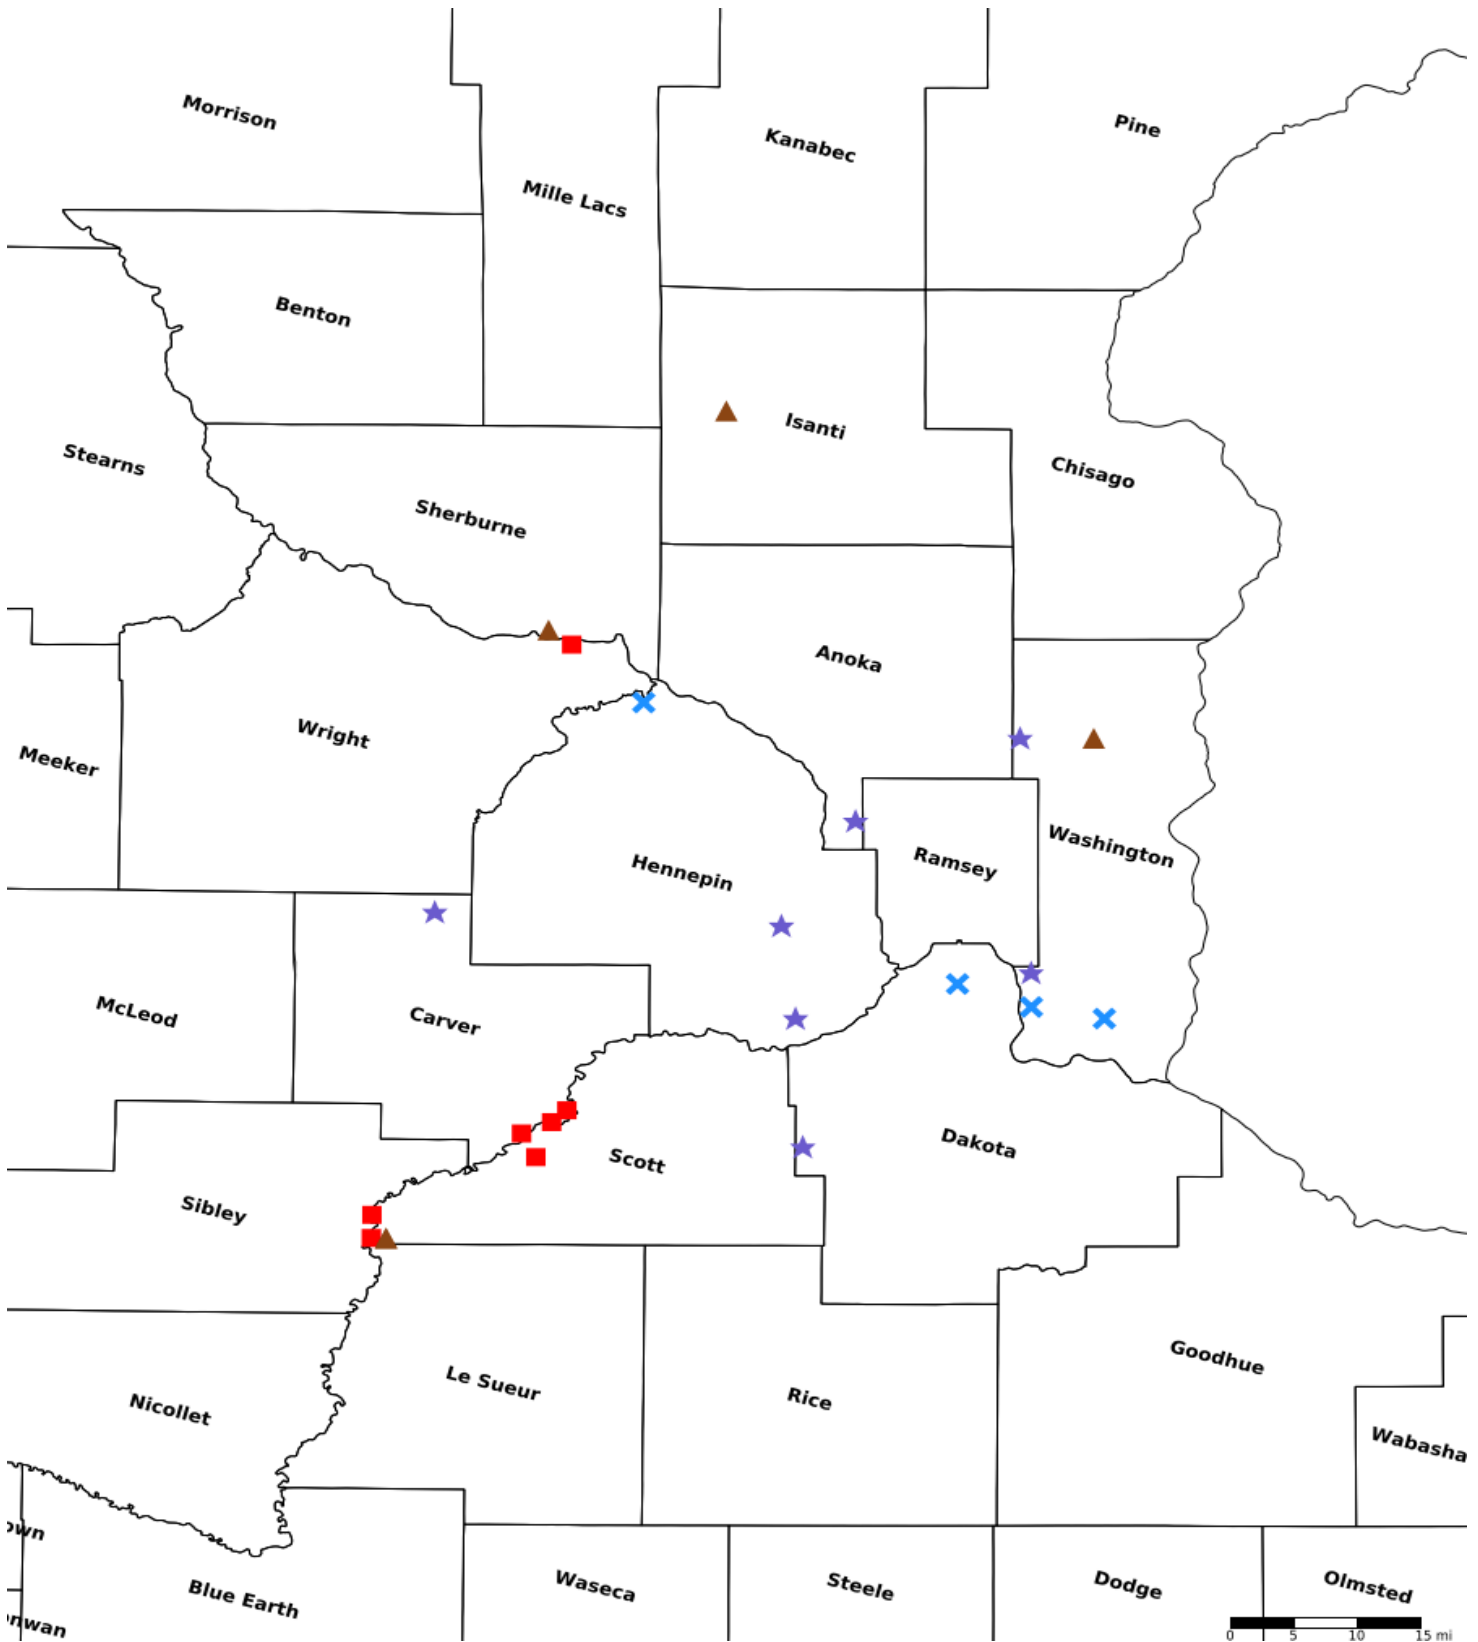 Morrison
Kanabec
Pine
Mille Lacs
Benton
Isanti
Stearns
Chisago
Sherburne
Anoka
Wright
Meeker
Washington
Ramsey
Hennepin
McLeod
Carver
Dakota
Scott
Sibley
Goodhue
Le Sueur
Rice
Nicollet
Wabasha
own
Waseca
Steele
Dodge
Olmsted
Blue Earth
enwan
0 5 10 15 mi